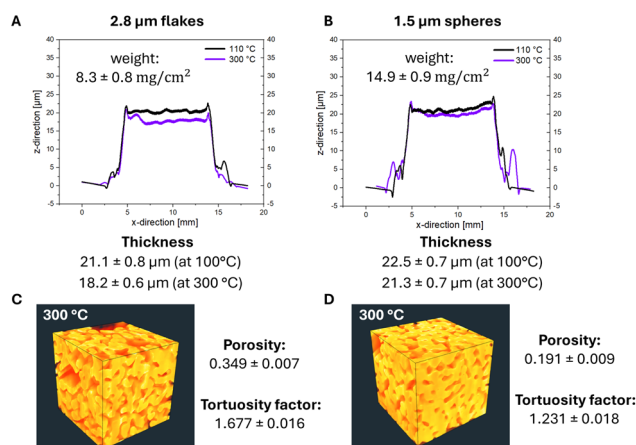 A
2.8 µm flakes
weight:
8.3 ± 0.8 mg/cm²
110 °C
300 °C
z-direction [µm]
40
35
30
25
20
15
10
5
0
-5
40
35
30
25
20
15
10
5
0
-5
0
5
10
15
20
x-direction [mm]
Thickness
21.1 ± 0.8 µm (at 100°C)
18.2 ± 0.6 µm (at 300 °C)
B
1.5 µm spheres
weight:
14.9 ± 0.9 mg/cm²
110 °C
300 °C
z-direction [µm]
40
35
30
25
20
15
10
5
0
-5
40
35
30
25
20
15
10
5
0
-5
0
5
10
15
20
x-direction [mm]
Thickness
22.5 ± 0.7 µm (at 100°C)
21.3 ± 0.7 µm (at 300°C)
C
300 °C
Porosity:
0.349 ± 0.007
Tortuosity factor:
1.677 ± 0.016
D
300 °C
Porosity:
0.191 ± 0.009
Tortuosity factor:
1.231 ± 0.018